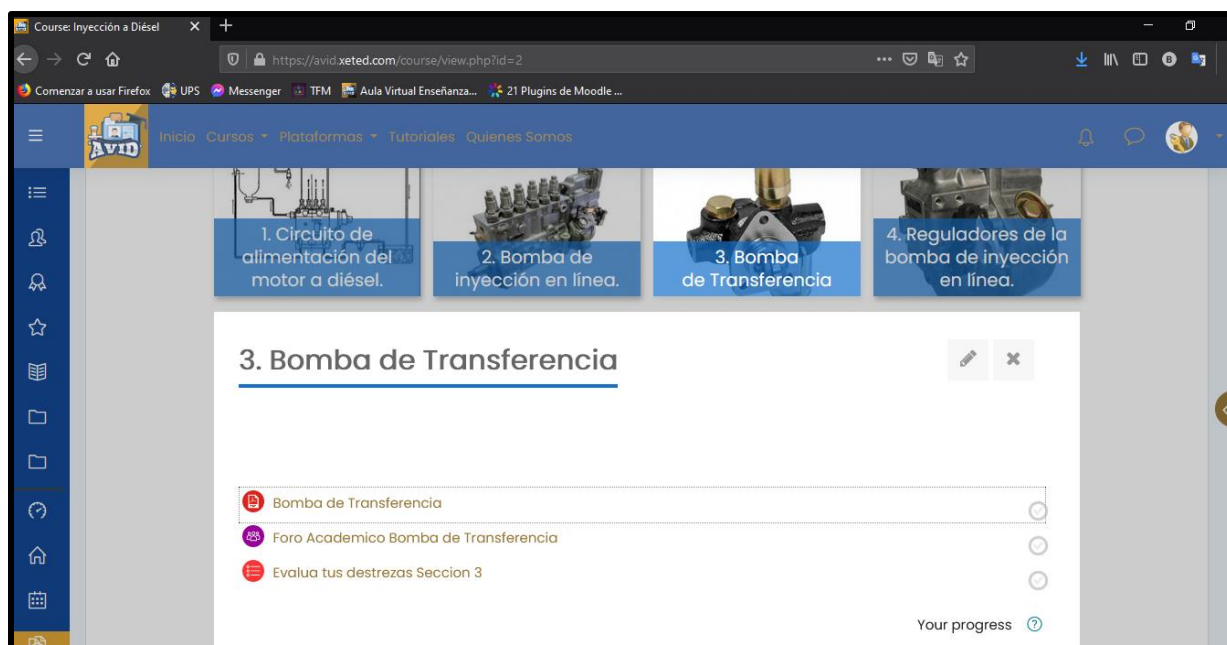 Course: Inyección a Diésel
https://avid.xeted.com/course/view.php?id=2
Comenzar a usar Firefox UPS Messenger TFM Aula Virtual Enseñanza... 21 Plugins de Moodle ...
AVID
Inicio Cursos Plataformas Tutoriales Quienes Somos
1. Circuito de
alimentación del
motor a diésel.
2. Bomba de
inyección en línea.
3. Bomba
de Transferencia
4. Reguladores de la
bomba de inyección
en línea.
3. Bomba de Transferencia
Bomba de Transferencia
Foro Academico Bomba de Transferencia
Evalua tus destrezas Seccion 3
Your progress